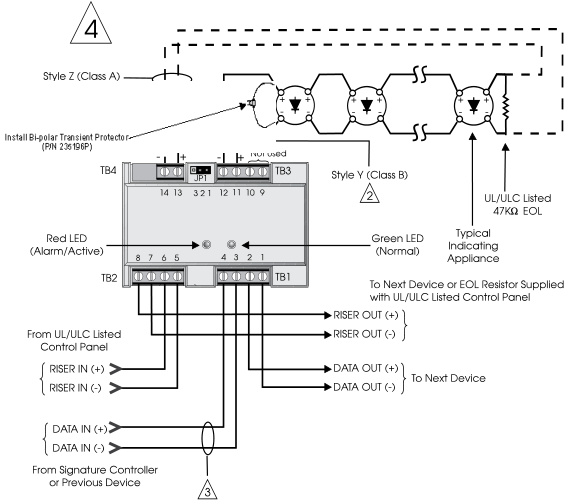 4
Style Z (Class A)
Install Bi-polar Transient Protector
(P/N 235196P)
- + - + Not used
TB4 JP1 TB3
14 13 3 2 1 12 11 10 9
Style Y (Class B)
2
UL/ULC Listed
47KΩ EOL
Typical
Indicating
Appliance
Red LED
(Alarm/Active)
Green LED
(Normal)
8 7 6 5 4 3 2 1
TB2 TB1
To Next Device or EOL Resistor Supplied
with UL/ULC Listed Control Panel
RISER OUT (+)
RISER OUT (-)
From UL/ULC Listed
Control Panel
RISER IN (+)
RISER IN (-)
DATA OUT (+)
DATA OUT (-)
To Next Device
DATA IN (+)
DATA IN (-)
From Signature Controller
or Previous Device
3